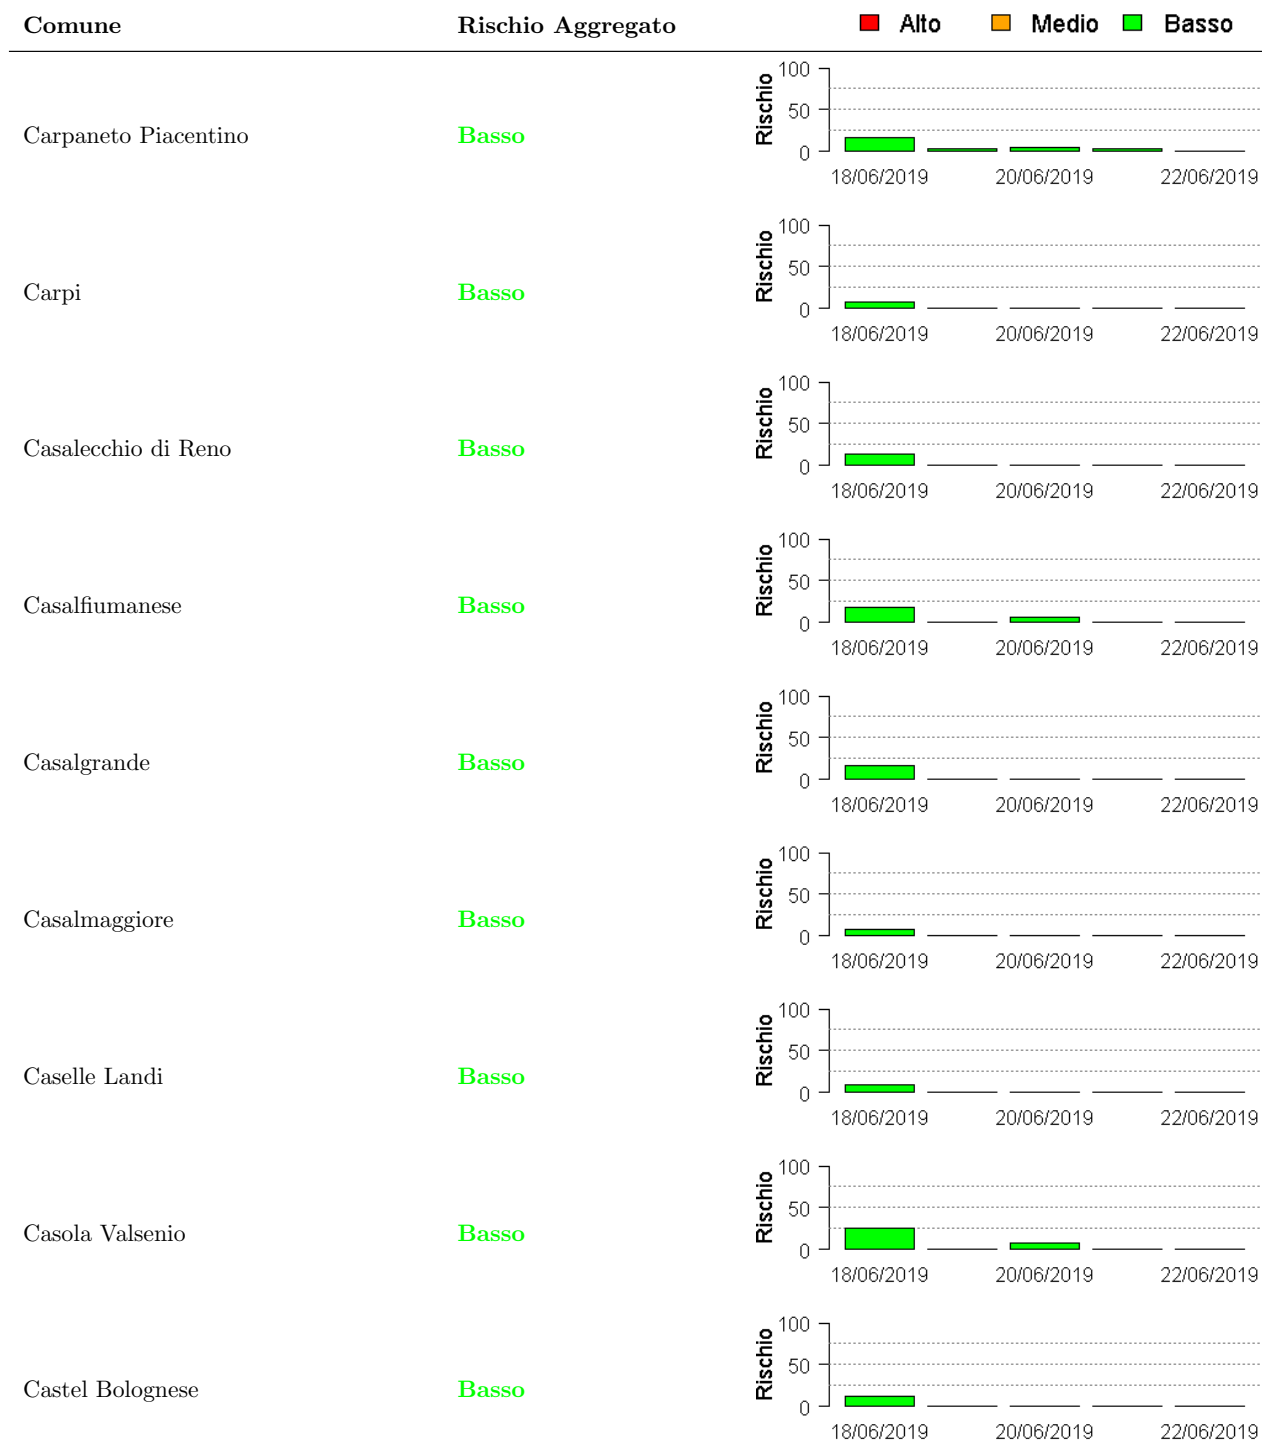 Comune Rischio Aggregato Alto Medio Basso
Carpaneto Piacentino Basso Rischio 100 50 0
18/06/2019 20/06/2019 22/06/2019
Carpi Basso Rischio 100 50 0
18/06/2019 20/06/2019 22/06/2019
Casalecchio di Reno Basso Rischio 100 50 0
18/06/2019 20/06/2019 22/06/2019
Casalfiumanese Basso Rischio 100 50 0
18/06/2019 20/06/2019 22/06/2019
Casalgrande Basso Rischio 100 50 0
18/06/2019 20/06/2019 22/06/2019
Casalmaggiore Basso Rischio 100 50 0
18/06/2019 20/06/2019 22/06/2019
Caselle Landi Basso Rischio 100 50 0
18/06/2019 20/06/2019 22/06/2019
Casola Valsenio Basso Rischio 100 50 0
18/06/2019 20/06/2019 22/06/2019
Castel Bolognese Basso Rischio 100 50 0
18/06/2019 20/06/2019 22/06/2019